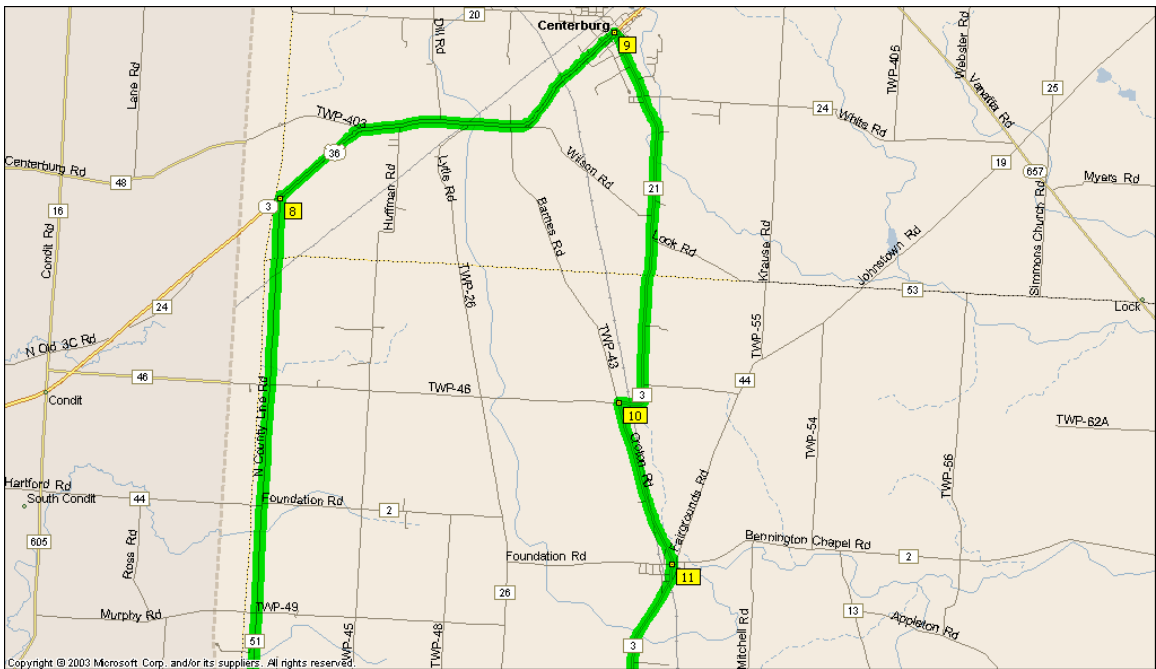 20
Centerburg
9
Dill Rd
Lane Rd
Webster Rd
TWP-406
Vanatta Rd
25
24
White Rd
TWP-403
36
Centerburg Rd
48
16
Condit Rd
3
8
Huffman Rd
Lytle Rd
Wilson Rd
Barnes Rd
21
19
657
Myers Rd
Simmons Church Rd
Krause Rd
Johnstown Rd
Lock Rd
TWP-26
53
Lock
24
N Old 3C Rd
TWP-43
TWP-55
46
TWP-46
44
3
10
Condit
N County Line Rd
TWP-54
TWP-62A
Croton Rd
TWP-56
Hartford Rd
South Condit
44
Foundation Rd
2
Fairgrounds Rd
605
Ross Rd
Foundation Rd
Bennington Chapel Rd
2
11
26
Murphy Rd
TWP-49
13
Appleton Rd
51
TWP-45
TWP-48
3
Mitchell Rd
Copyright © 2003 Microsoft Corp. and/or its suppliers. All rights reserved.